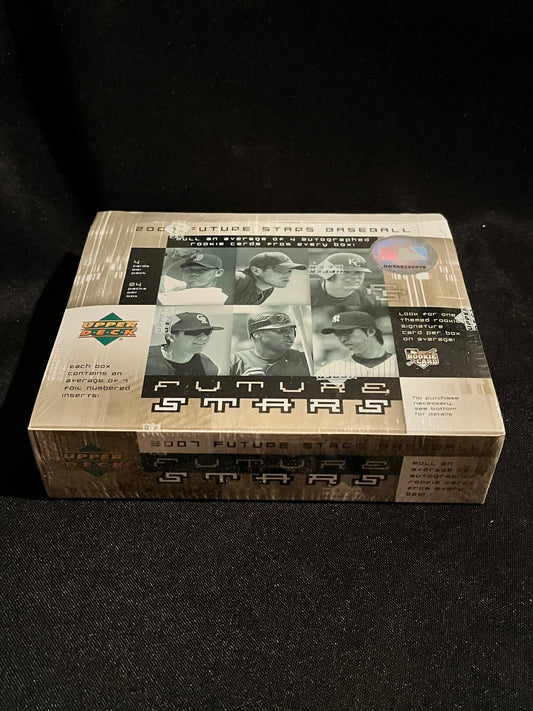 FUTURE STARS BASEBALL
PULL AN AVERAGE OF 4 AUTOGRAPHED
ROOKIE CARDS FROM EVERY BOX!
4
CARDS
PER
PACK
24
PACKS
PER
BOX
UPPER
DECK
EACH BOX
CONTAINS AN
AVERAGE OF 7
FOIL NUMBERED
INSERTS!
KC
LOOK FOR ONE
THEMED ROOKIE
SIGNATURE
CARD PER BOX
ON AVERAGE!
ROOKIE
CARD
NO PURCHASE
NECESSARY.
SEE BOTTOM
FOR DETAILS
FUTURE
STARS
UPPER
DECK
2007 FUTURE STARS BASEBALL
FUTURE
STARS
PULL AN
AVERAGE OF
AUTOGRAPHED
ROOKIE CARDS
FROM EVERY
BOX!